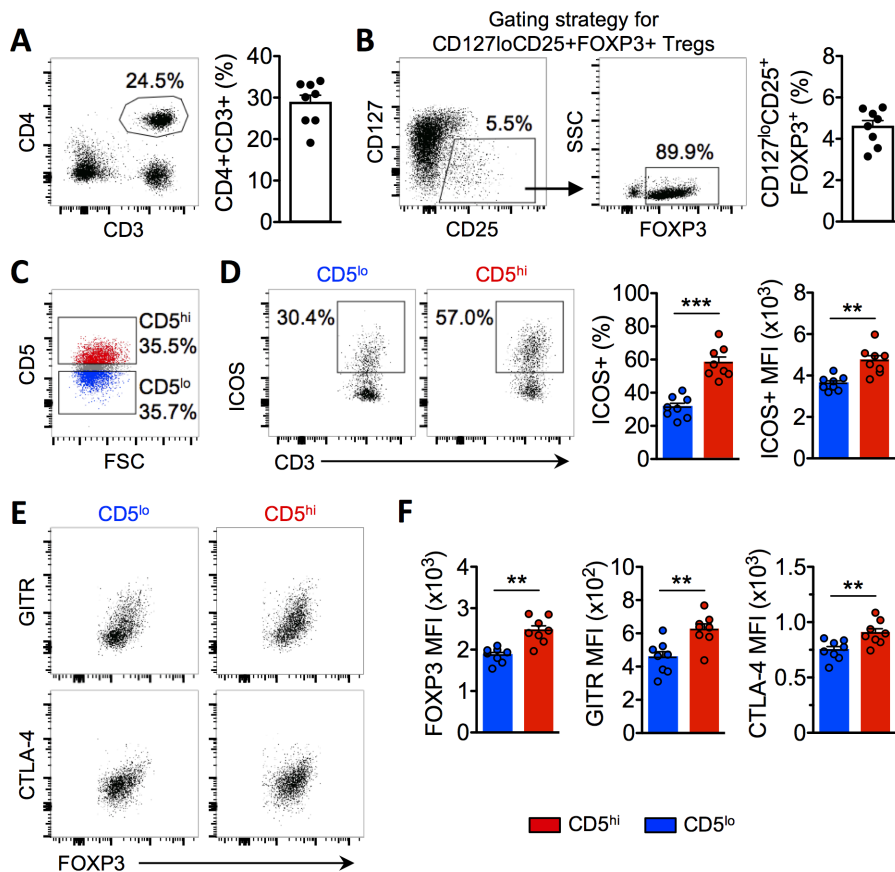 A
24.5%
CD4
CD3
CD4+CD3+ (%)
40
30
20
10
0
B
Gating strategy for
CD127loCD25+FOXP3+ Tregs
CD127
5.5%
CD25
SSC
89.9%
FOXP3
CD127loCD25+
FOXP3+ (%)
8
6
4
2
0
C
CD5
CD5hi
35.5%
CD5lo
35.7%
FSC
D
CD5lo
CD5hi
30.4%
57.0%
ICOS
CD3
ICOS+ (%)
100
80
60
40
20
0
***
ICOS+ MFI (x103)
8
6
4
2
0
**
E
CD5lo
CD5hi
GITR
CTLA-4
FOXP3
F
FOXP3 MFI (x103)
4
3
2
1
0
**
GITR MFI (x102)
10
8
6
4
2
0
**
CTLA-4 MFI (x103)
1.5
1.0
0.5
0
**
CD5hi
CD5lo